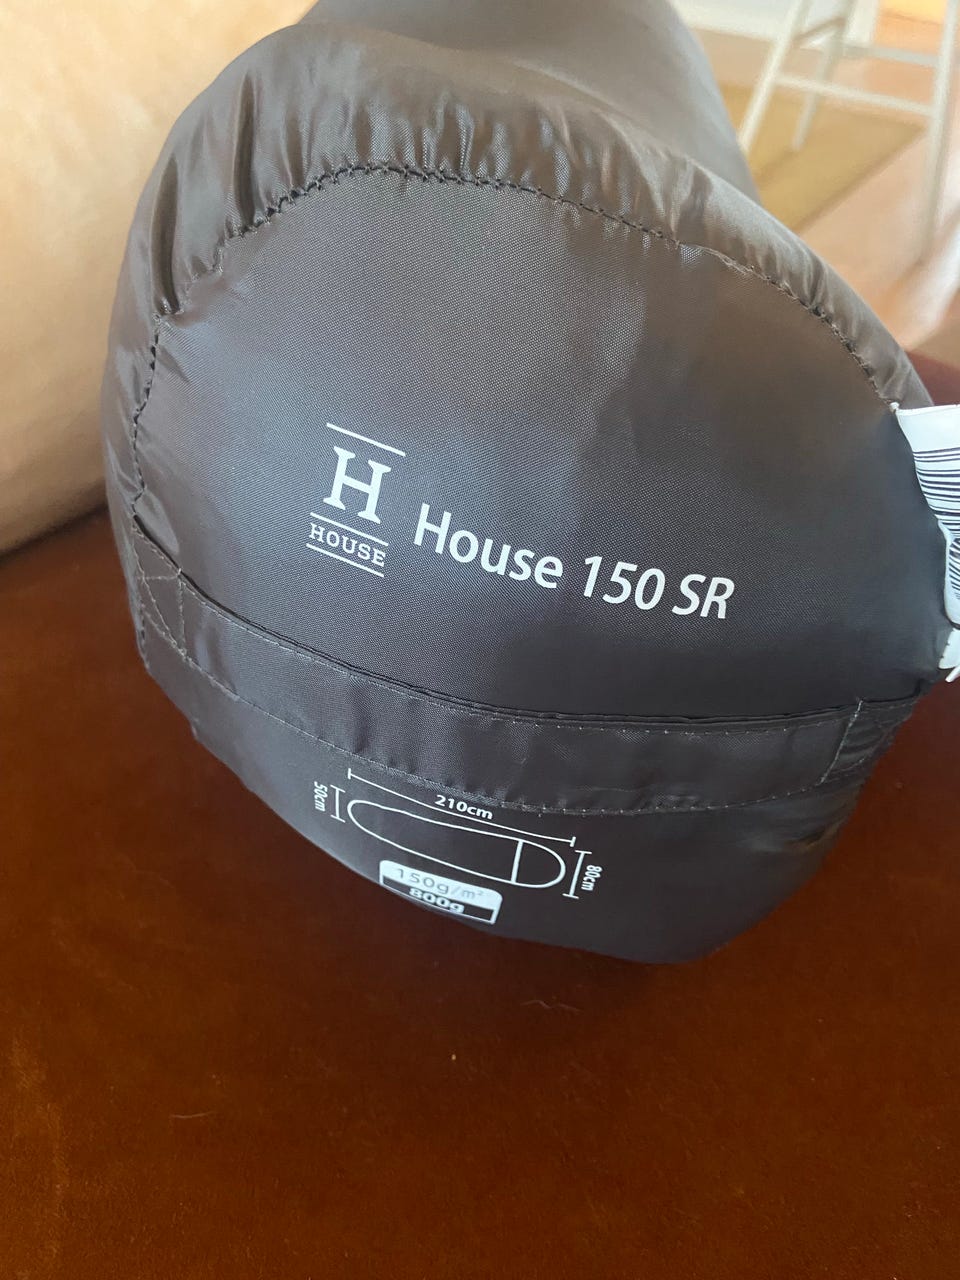 H
HOUSE
House 150 SR
210cm
50cm
80cm
150g/m²
800g